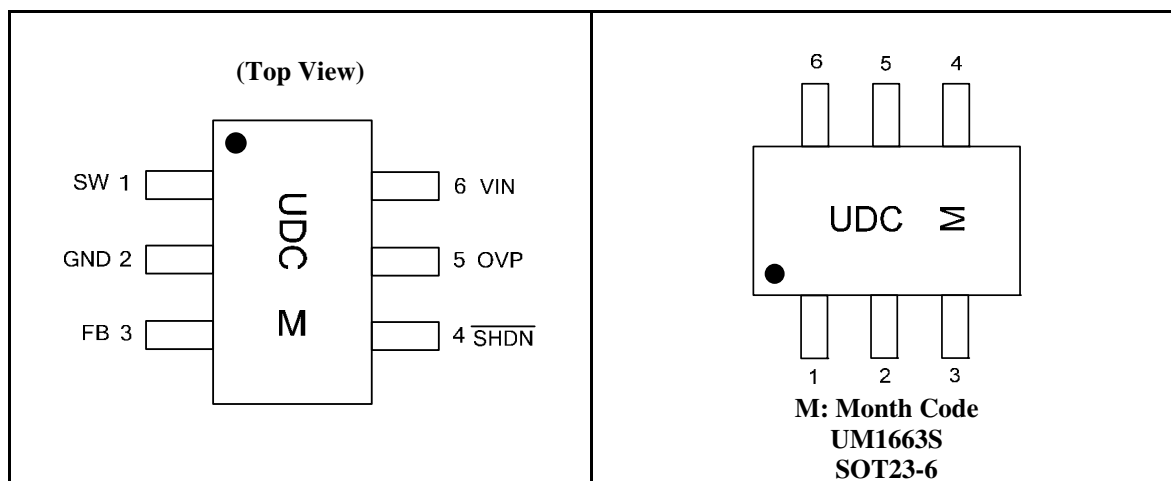 (Top View)
SW 1
6 VIN
GND 2
5 OVP
FB 3
4 SHDN
UDC M
6 5 4
UDC M
1 2 3
M: Month Code
UM1663S
SOT23-6